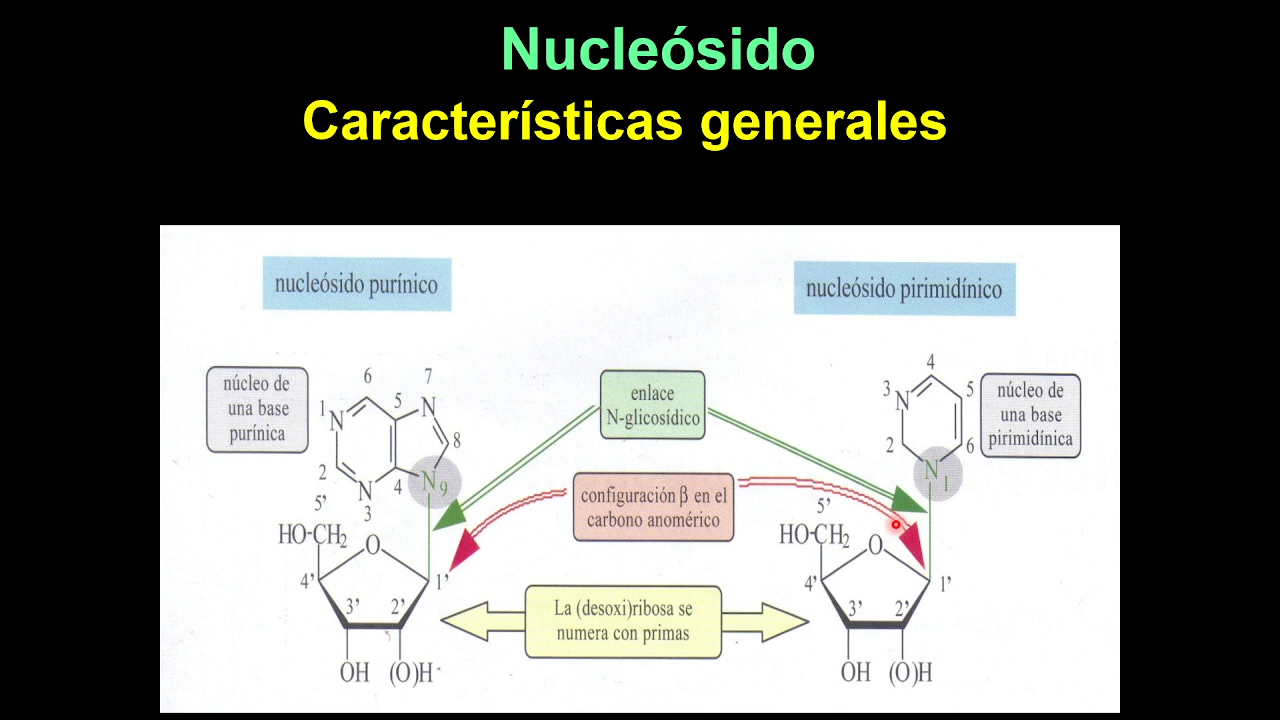 Nucleósido
Características generales
nucleósido purínico
nucleósido pirimidínico
núcleo de
una base
purínica
1
2
3
4
5
6
7
8
N
N
N
N
9
enlace
N-glicosídico
4
3
5
2
6
N
N
1
núcleo de
una base
pirimidínica
configuración β en el
carbono anomérico
5’
HO-CH2
O
4’
1’
3’
2’
OH
(O)H
La (desoxi)ribosa se
numera con primas
5’
HO-CH2
O
4’
1’
3’
2’
OH
(O)H